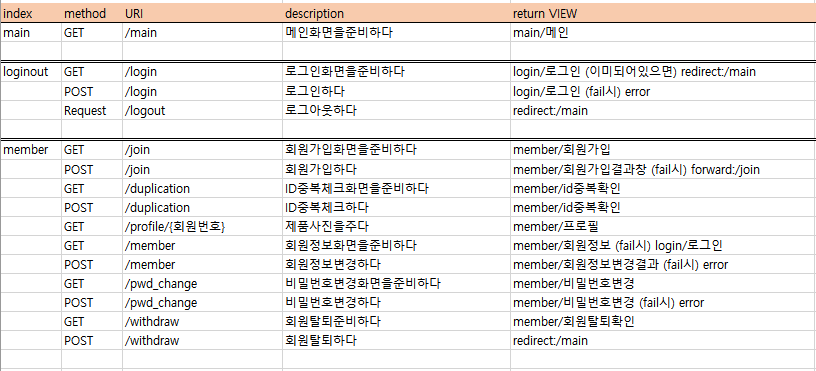 index method URI description return VIEW
main GET /main 메인화면을준비하다 main/메인
loginout GET /login 로그인화면을준비하다 login/로그인 (이미되어있으면) redirect:/main
POST /login 로그인하다 login/로그인 (fail시) error
Request /logout 로그아웃하다 redirect:/main
member GET /join 회원가입화면을준비하다 member/회원가입
POST /join 회원가입하다 member/회원가입결과창 (fail시) forward:/join
GET /duplication ID중복체크화면을준비하다 member/id중복확인
POST /duplication ID중복체크하다 member/id중복확인
GET /profile/{회원번호} 제품사진을주다 member/프로필
GET /member 회원정보화면을준비하다 member/회원정보 (fail시) login/로그인
POST /member 회원정보변경하다 member/회원정보변경결과 (fail시) error
GET /pwd_change 비밀번호변경화면을준비하다 member/비밀번호변경
POST /pwd_change 비밀번호변경하다 member/비밀번호변경 (fail시) error
GET /withdraw 회원탈퇴준비하다 member/회원탈퇴확인
POST /withdraw 회원탈퇴하다 redirect:/main